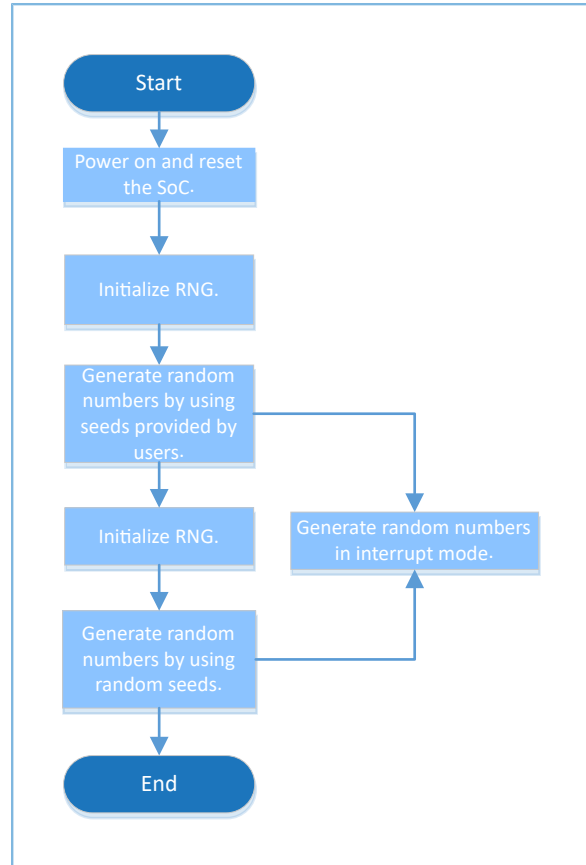 Start
Power on and reset
the SoC.
Initialize RNG.
Generate random
numbers by using
seeds provided by
users.
Initialize RNG.
Generate random numbers
in interrupt mode.
Generate random
numbers by using
random seeds.
End